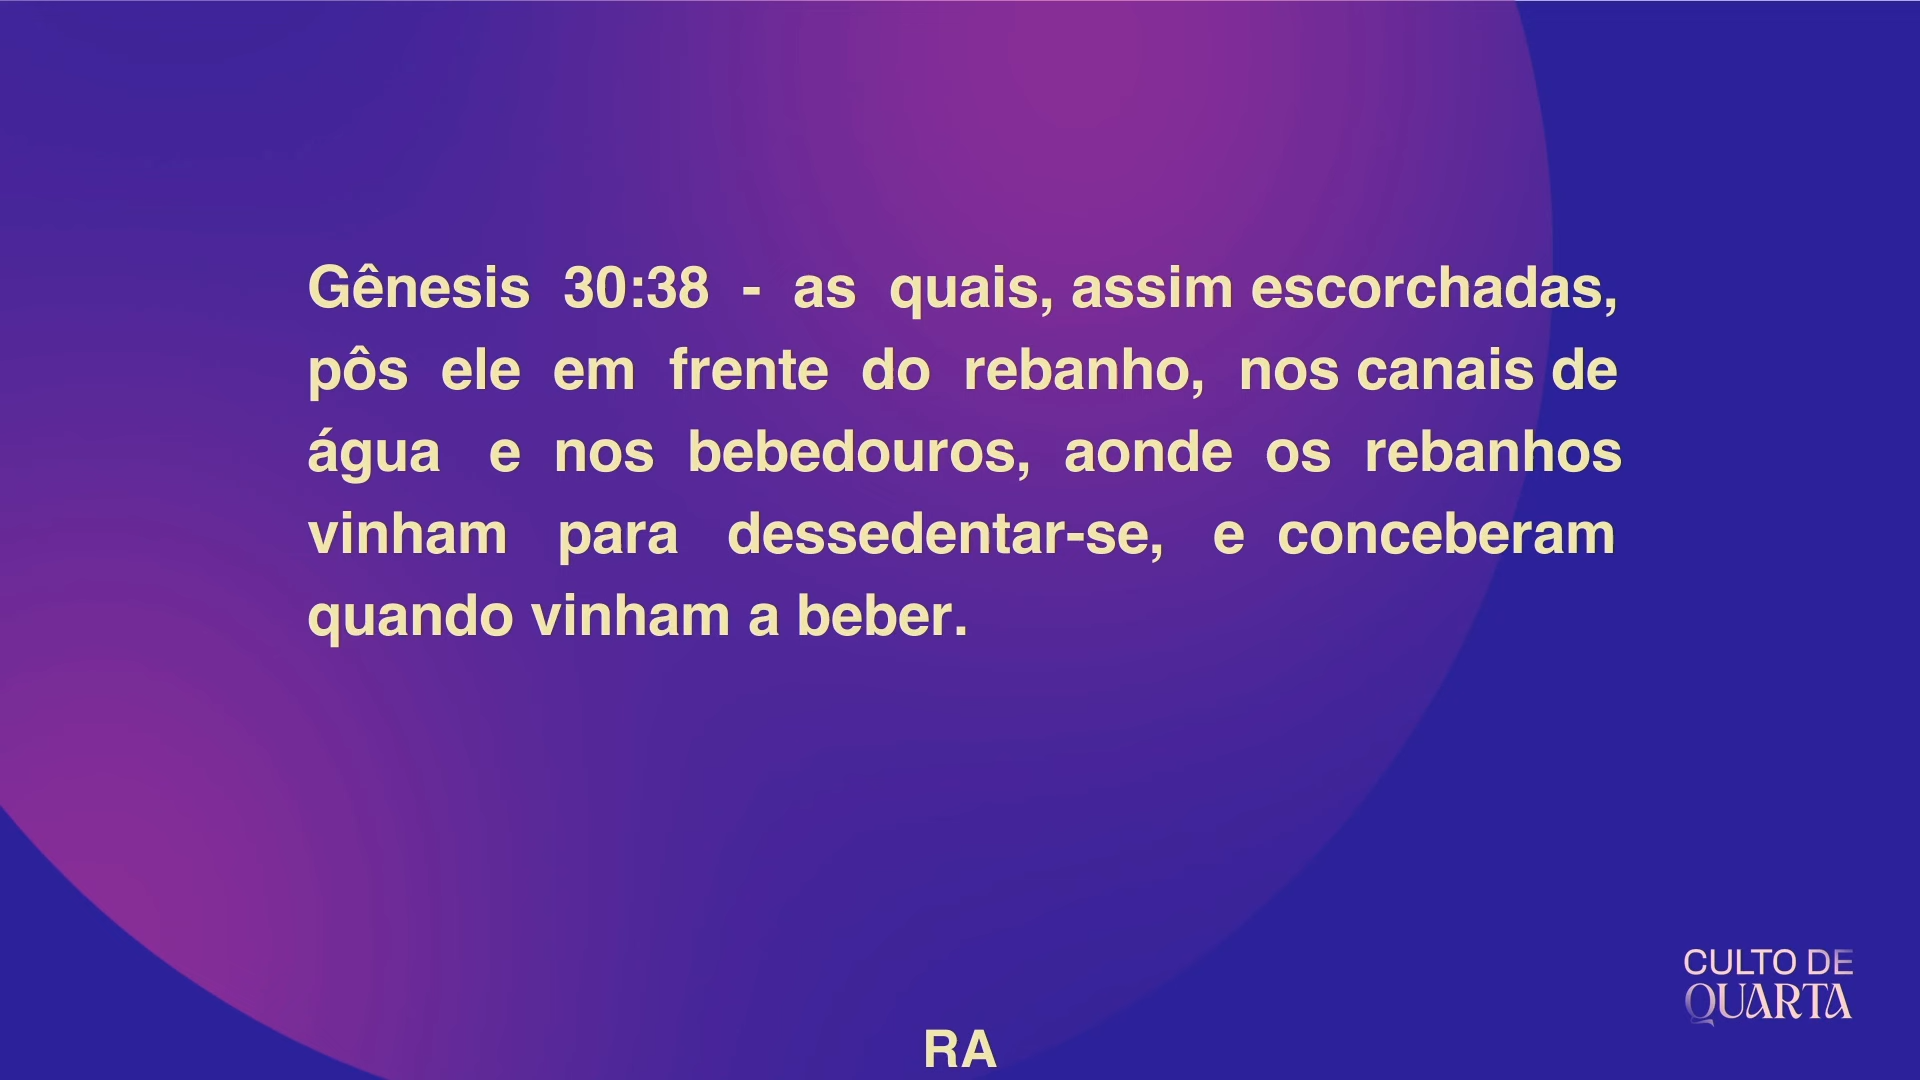 Gênesis 30:38 - as quais, assim escorchadas,
pôs ele em frente do rebanho, nos canais de
água e nos bebedouros, aonde os rebanhos
vinham para dessedentar-se, e conceberam
quando vinham a beber.
CULTO DE
QUARTA
RA